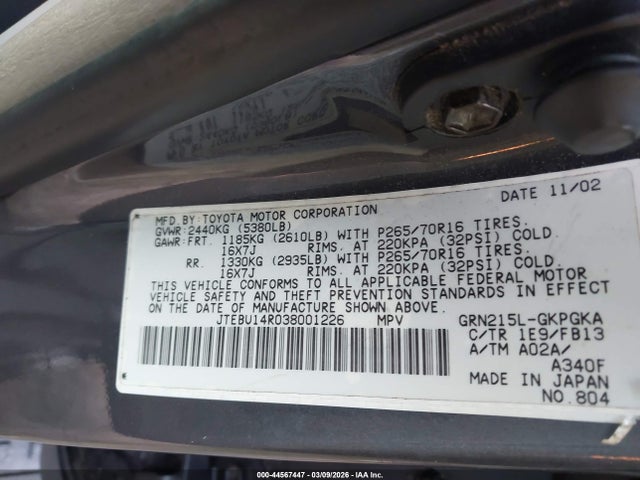 DATE 11/02
MFD.BY:TOYOTA MOTOR CORPORATION
GVWR:2440KG (5380LB)
GAWR:FRT. 1185KG (2610LB) WITH P265/70R16 TIRES.
16X7J RIMS. AT 220KPA (32PSI) COLD.
RR. 1330KG (2935LB) WITH P265/70R16 TIRES.
16X7J RIMS. AT 220KPA (32PSI) COLD.
THIS VEHICLE CONFORMS TO ALL APPLICABLE FEDERAL MOTOR
VEHICLE SAFETY AND THEFT PREVENTION STANDARDS IN EFFECT
ON THE DATE OF MANUFACTURE SHOWN ABOVE.
JTEBU14R038001226 MPV GRN215L-GKPGKA
C/TR 1E9/FB13
A/TM A02A/
A340F
MADE IN JAPAN
NO.804
000-44567447 | 03/09/2026 - IAA Inc.